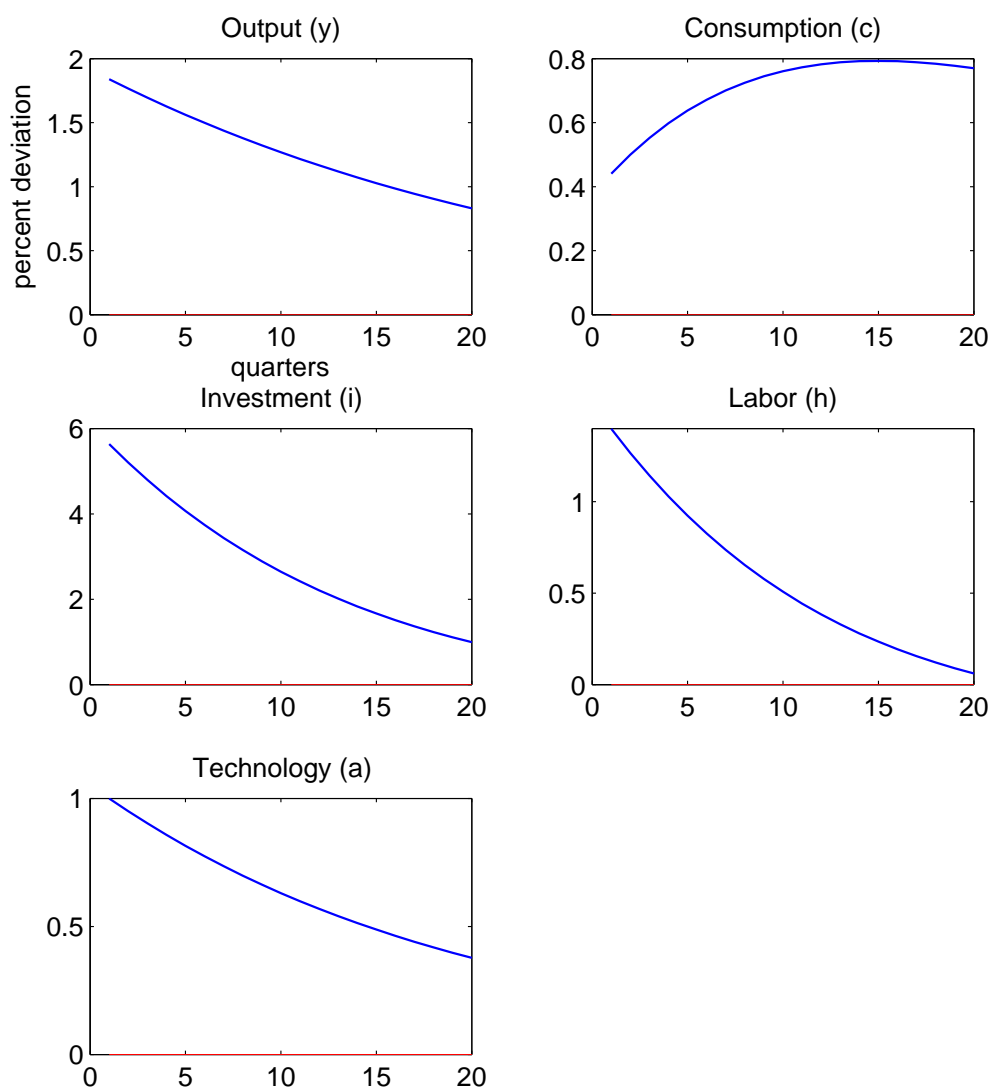 Output (y)
2
1.5
1
0.5
0
percent deviation
0 5 10 15 20
quarters
Consumption (c)
0.8
0.6
0.4
0.2
0
0 5 10 15 20
Investment (i)
6
4
2
0
0 5 10 15 20
Labor (h)
1
0.5
0
0 5 10 15 20
Technology (a)
1
0.5
0
0 5 10 15 20